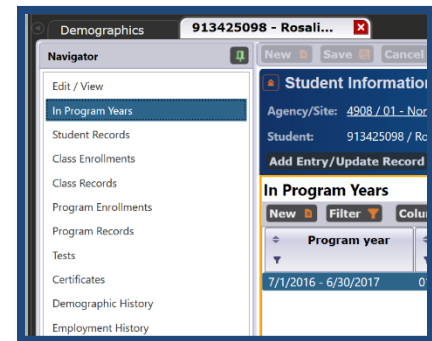 Demographics 913425098 - Rosali...
Navigator New Save Cancel
Edit / View
In Program Years
Student Records
Class Enrollments
Class Records
Program Enrollments
Program Records
Tests
Certificates
Demographic History
Employment History
Student Information
Agency/Site: 4908 / 01 - Nor
Student: 913425098 / Ro
Add Entry/Update Record
In Program Years
New Filter Colu
Program year
7/1/2016 - 6/30/2017 0